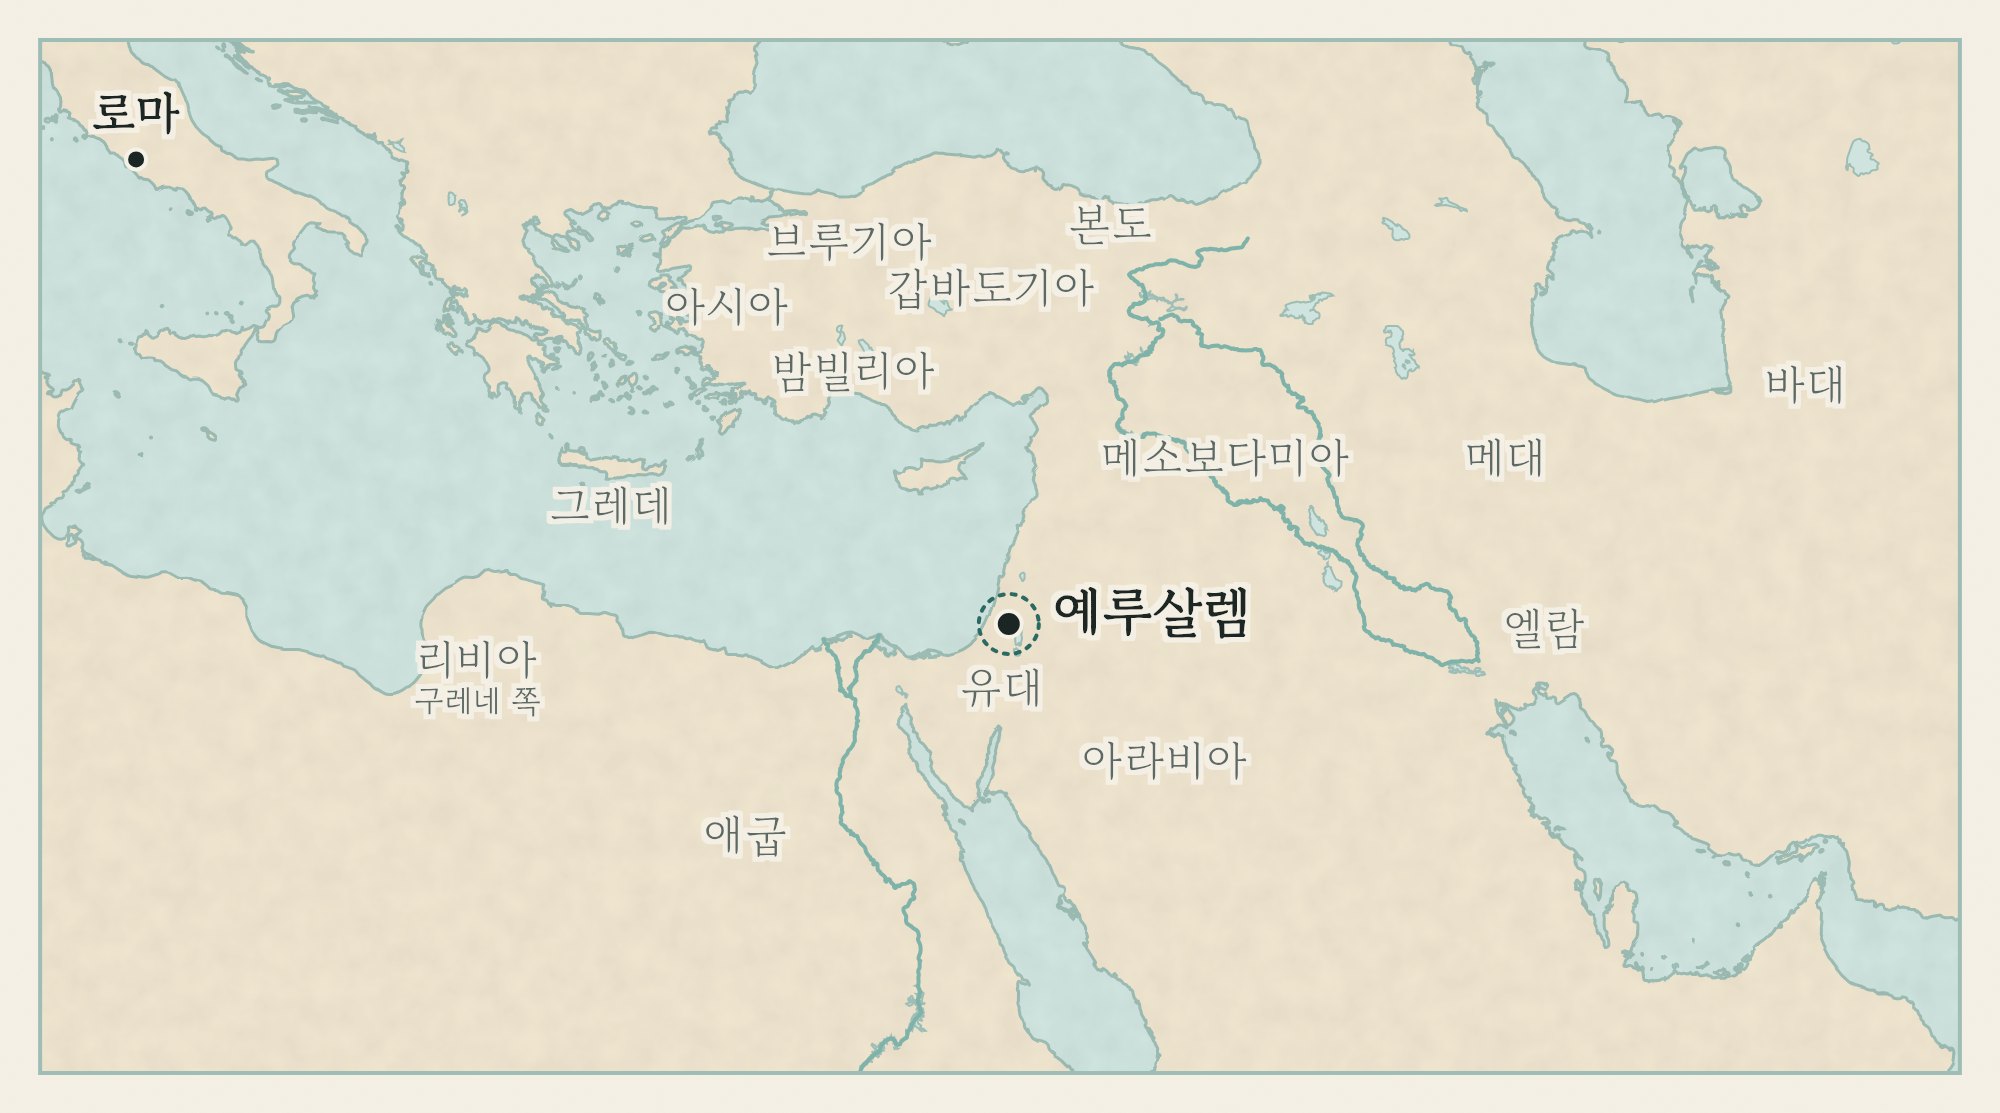 로마
본도
브루기아
갑바도기아
아시아
밤빌리아
바대
메소보다미아
메대
그레데
예루살렘
엘람
리비아
구레네 쪽
유대
아라비아
애굽